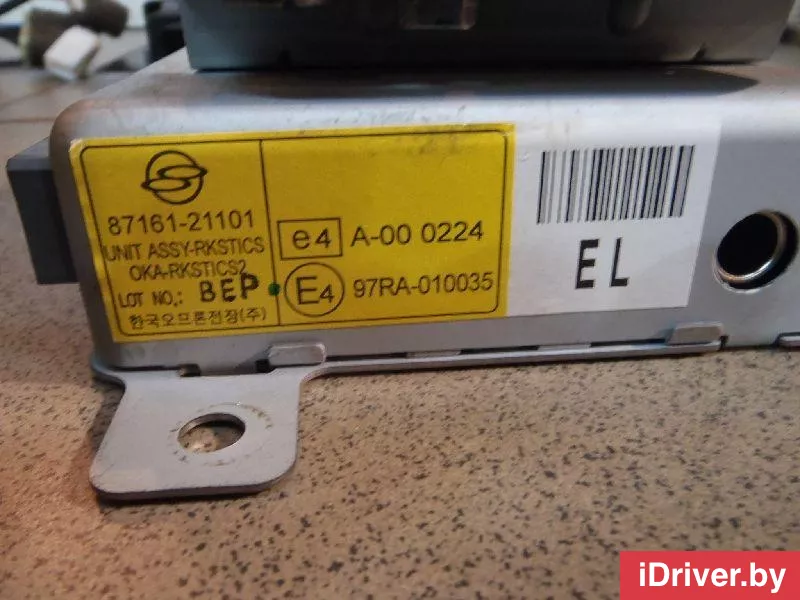 87161-21101
UNIT ASSY-RKSTICS
OKA-RKSTICS2
LOT NO,: BEP
한국오므론전장(주)
e4 A-00 0224
E4 97RA-010035
EL
iDriver.by